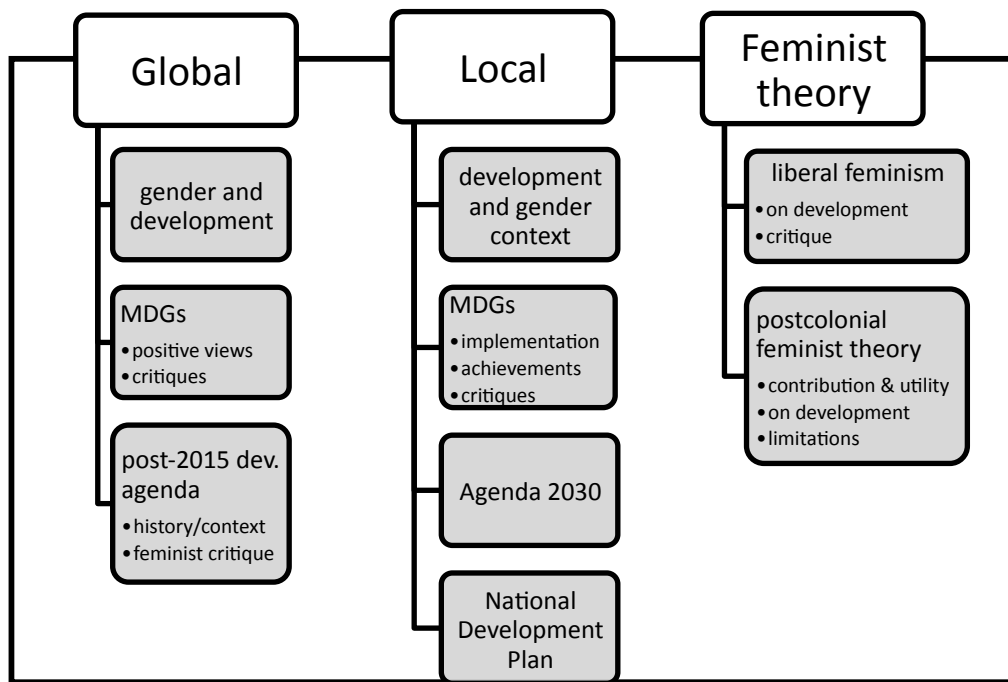 Global
gender and
development
MDGs
• positive views
• critiques
post-2015 dev.
agenda
• history/context
• feminist critique
Local
development
and gender
context
MDGs
• implementation
• achievements
• critiques
Agenda 2030
National
Development
Plan
Feminist
theory
liberal feminism
• on development
• critique
postcolonial
feminist theory
• contribution & utility
• on development
• limitations